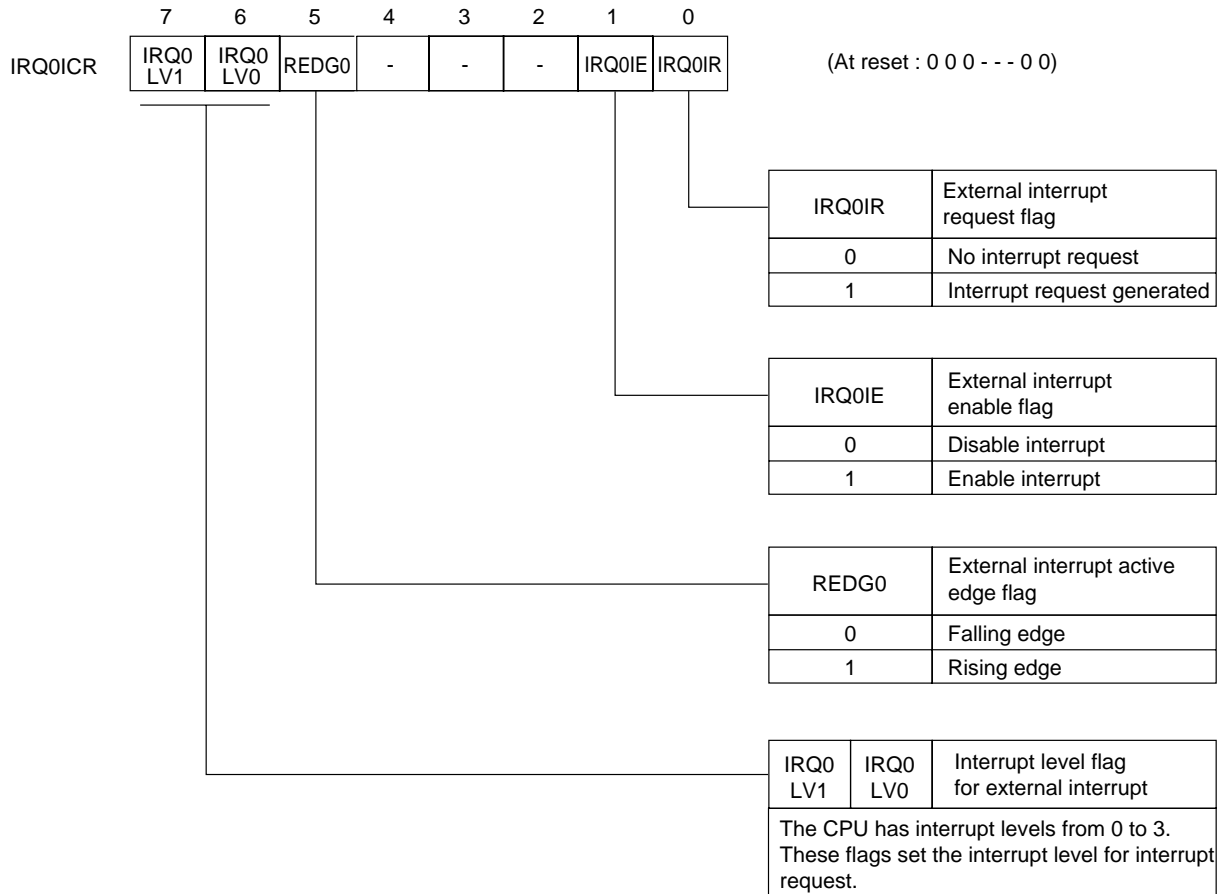 7 6 5 4 3 2 1 0
IRQ0ICR IRQ0 LV1 IRQ0 LV0 REDG0 - - - IRQ0IE IRQ0IR (At reset : 0 0 0 - - - 0 0)
IRQ0IR External interrupt
request flag
0 No interrupt request
1 Interrupt request generated
IRQ0IE External interrupt
enable flag
0 Disable interrupt
1 Enable interrupt
REDG0 External interrupt active
edge flag
0 Falling edge
1 Rising edge
IRQ0 IRQ0 Interrupt level flag
LV1 LV0 for external interrupt
The CPU has interrupt levels from 0 to 3.
These flags set the interrupt level for interrupt
request.